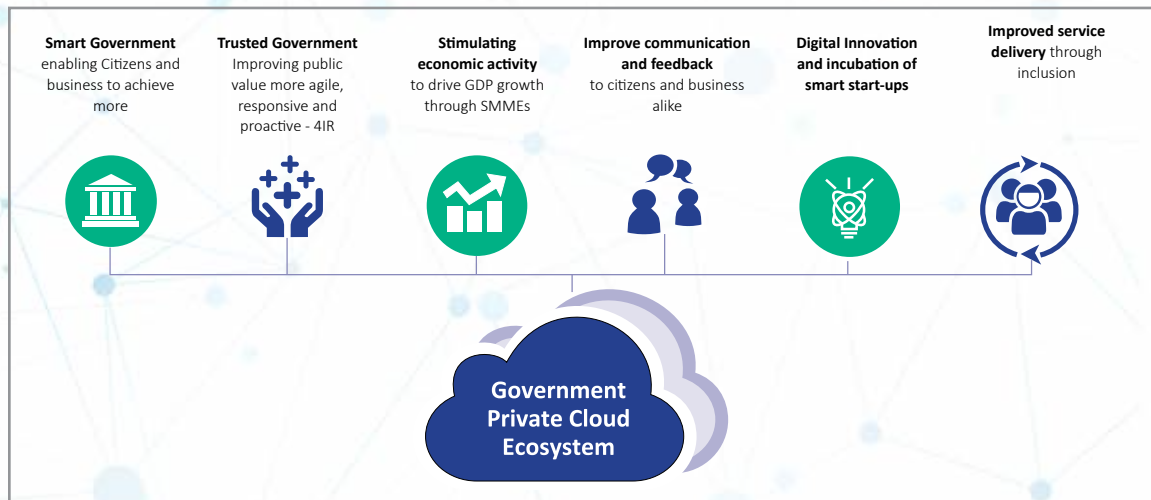 Smart Government
enabling Citizens and
business to achieve
more
Trusted Government
Improving public
value more agile,
responsive and
proactive - 4IR
Stimulating
economic activity
to drive GDP growth
through SMMEs
Improve communication
and feedback
to citizens and business
alike
Digital Innovation
and incubation of
smart start-ups
Improved service
delivery through
inclusion
Government
Private Cloud
Ecosystem